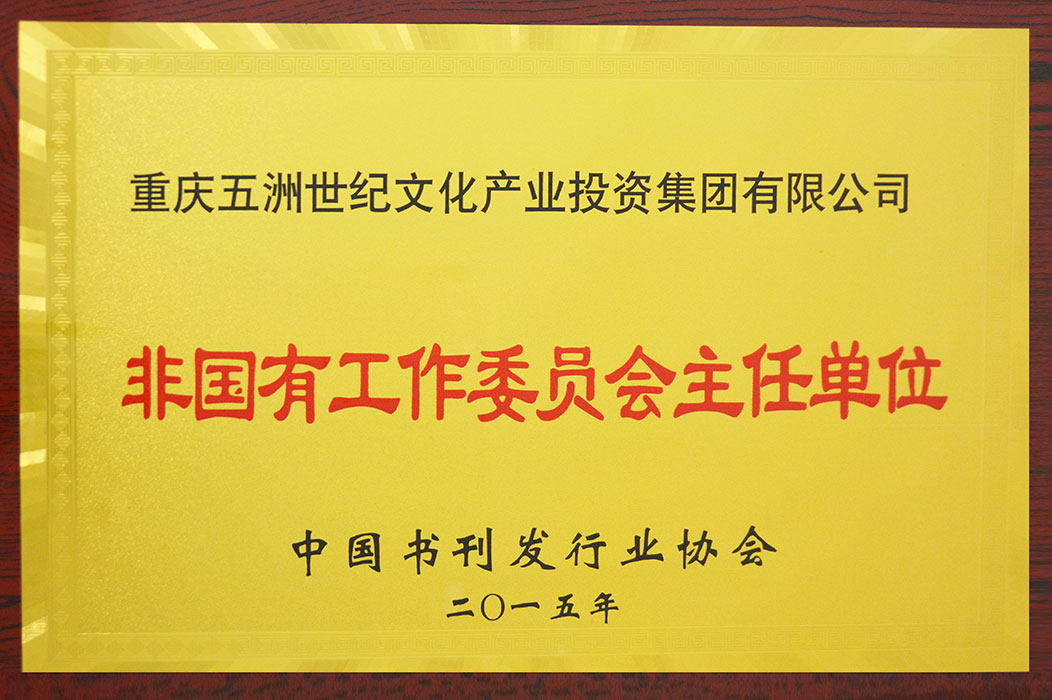 重庆五洲世纪文化产业投资集团有限公司
非国有工作委员会主任单位
中国书刊发行业协会
二〇一五年